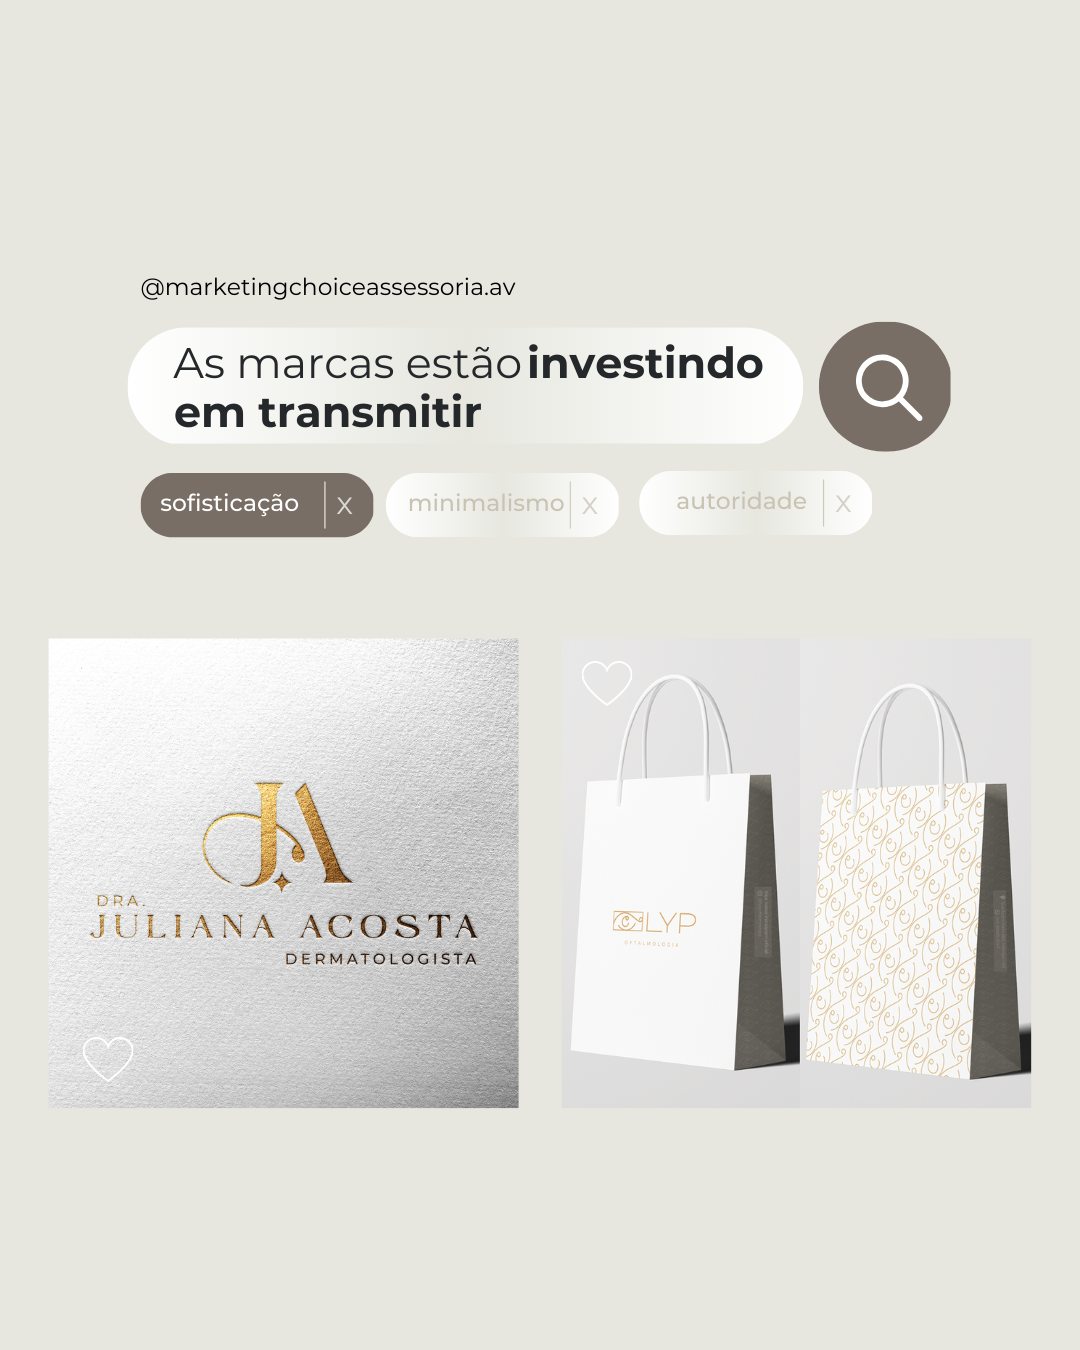 @marketingchoiceassessoria.av
As marcas estão investindo
em transmitir
sofisticação X
minimalismo X
autoridade X
JA
DRA.
JULIANA ACOSTA
DERMATOLOGISTA
LYP
OFTALMOLOGIA